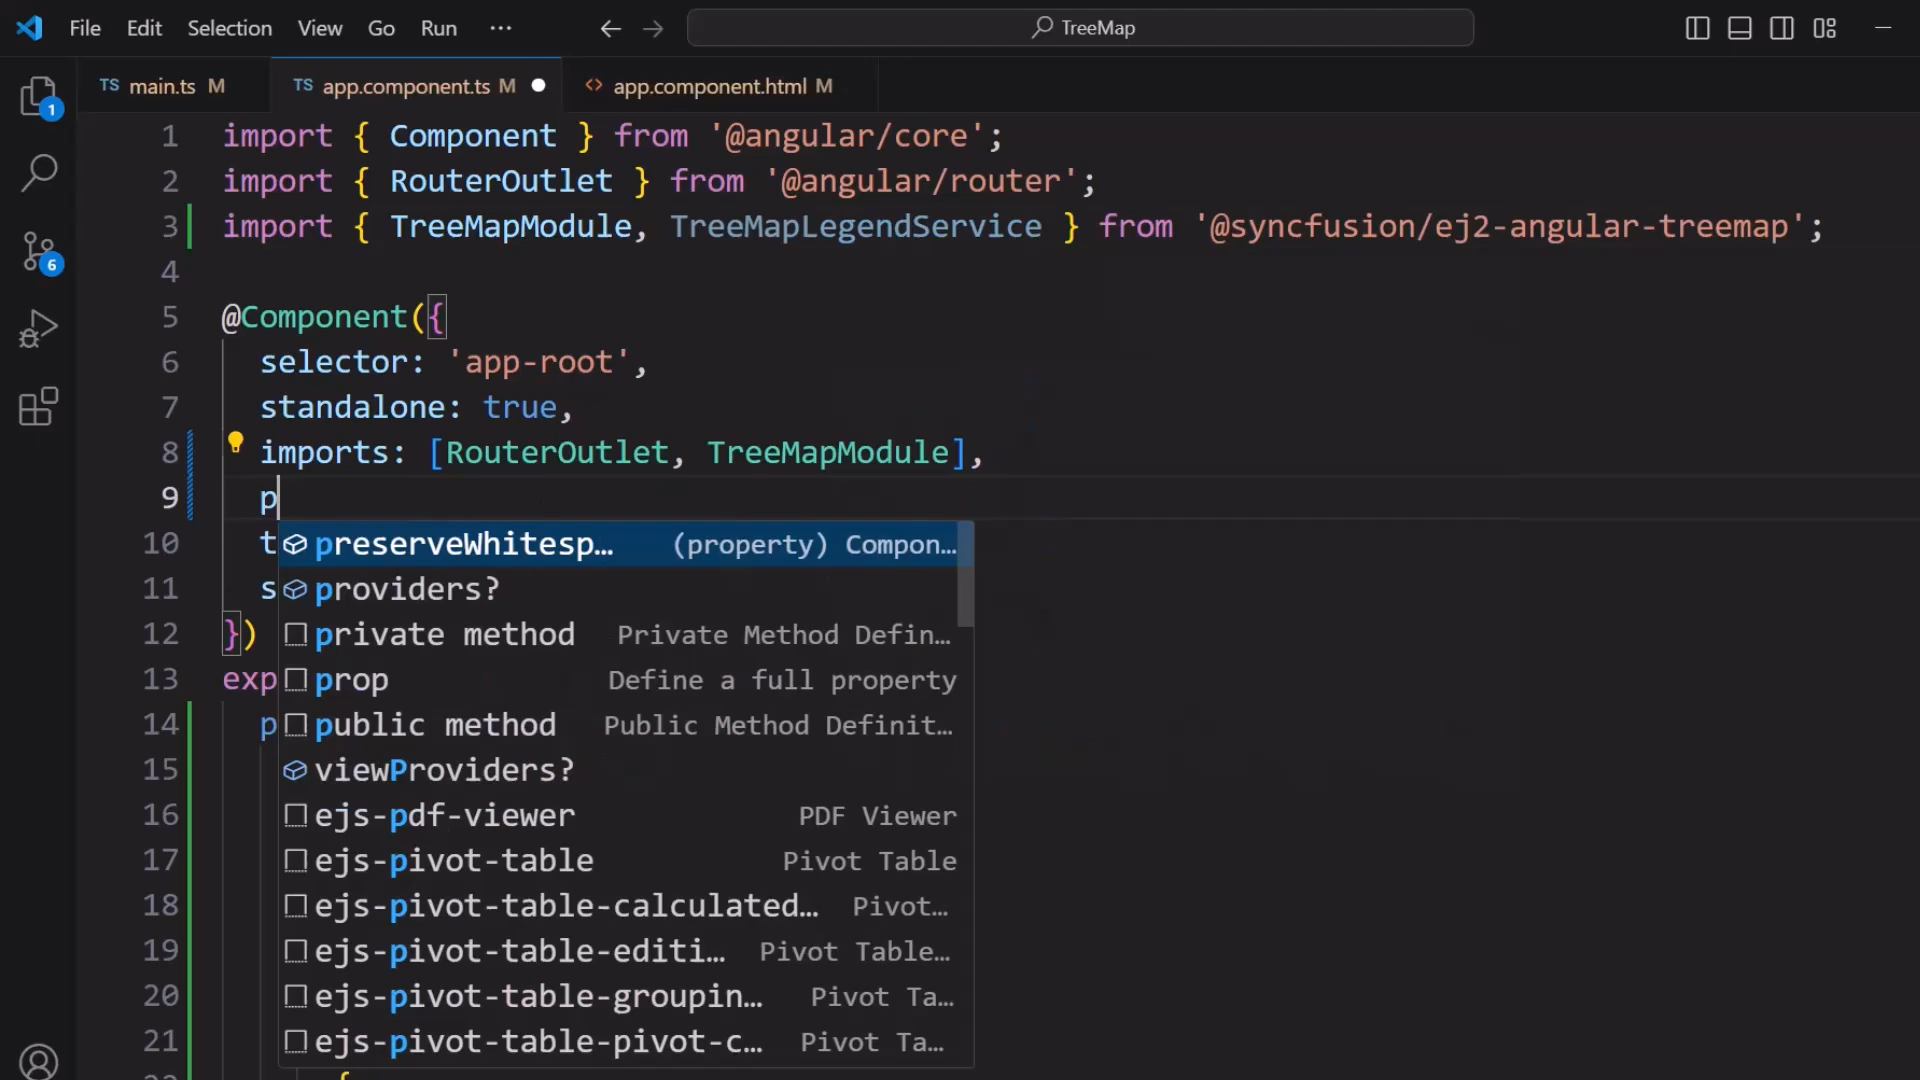 File Edit Selection View Go Run ··· TreeMap
TS main.ts M TS app.component.ts M <> app.component.html M
1 import { Component } from '@angular/core';
2 import { RouterOutlet } from '@angular/router';
3 import { TreeMapModule, TreeMapLegendService } from '@syncfusion/ej2-angular-treemap';
4
5 @Component({
6 selector: 'app-root',
7 standalone: true,
8 imports: [RouterOutlet, TreeMapModule],
9 p
10 t preserveWhitesp… (property) Compon…
11 s providers?
12 }) private method Private Method Defin…
13 exp prop Define a full property
14 p public method Public Method Definit…
15 viewProviders?
16 ejs-pdf-viewer PDF Viewer
17 ejs-pivot-table Pivot Table
18 ejs-pivot-table-calculated… Pivot…
19 ejs-pivot-table-editi… Pivot Table…
20 ejs-pivot-table-groupin… Pivot Ta…
21 ejs-pivot-table-pivot-c… Pivot Ta…
1
6